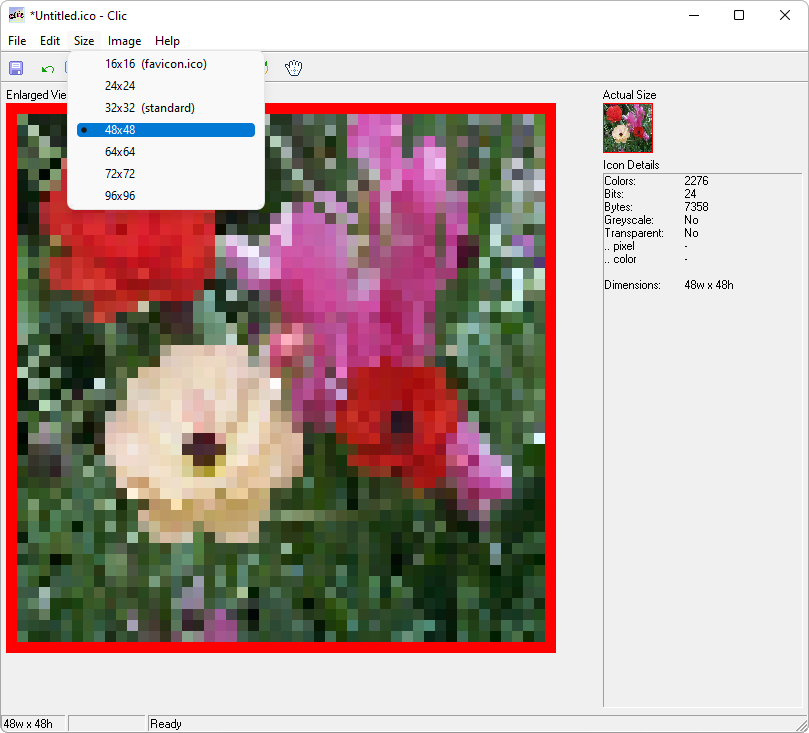 *Untitled.ico - Clic
File Edit Size Image Help
16x16 (favicon.ico)
24x24
32x32 (standard)
48x48
64x64
72x72
96x96
Enlarged Vie
Actual Size
Icon Details
Colors: 2276
Bits: 24
Bytes: 7358
Greyscale: No
Transparent: No
.. pixel -
.. color -
Dimensions: 48w x 48h
48w x 48h Ready